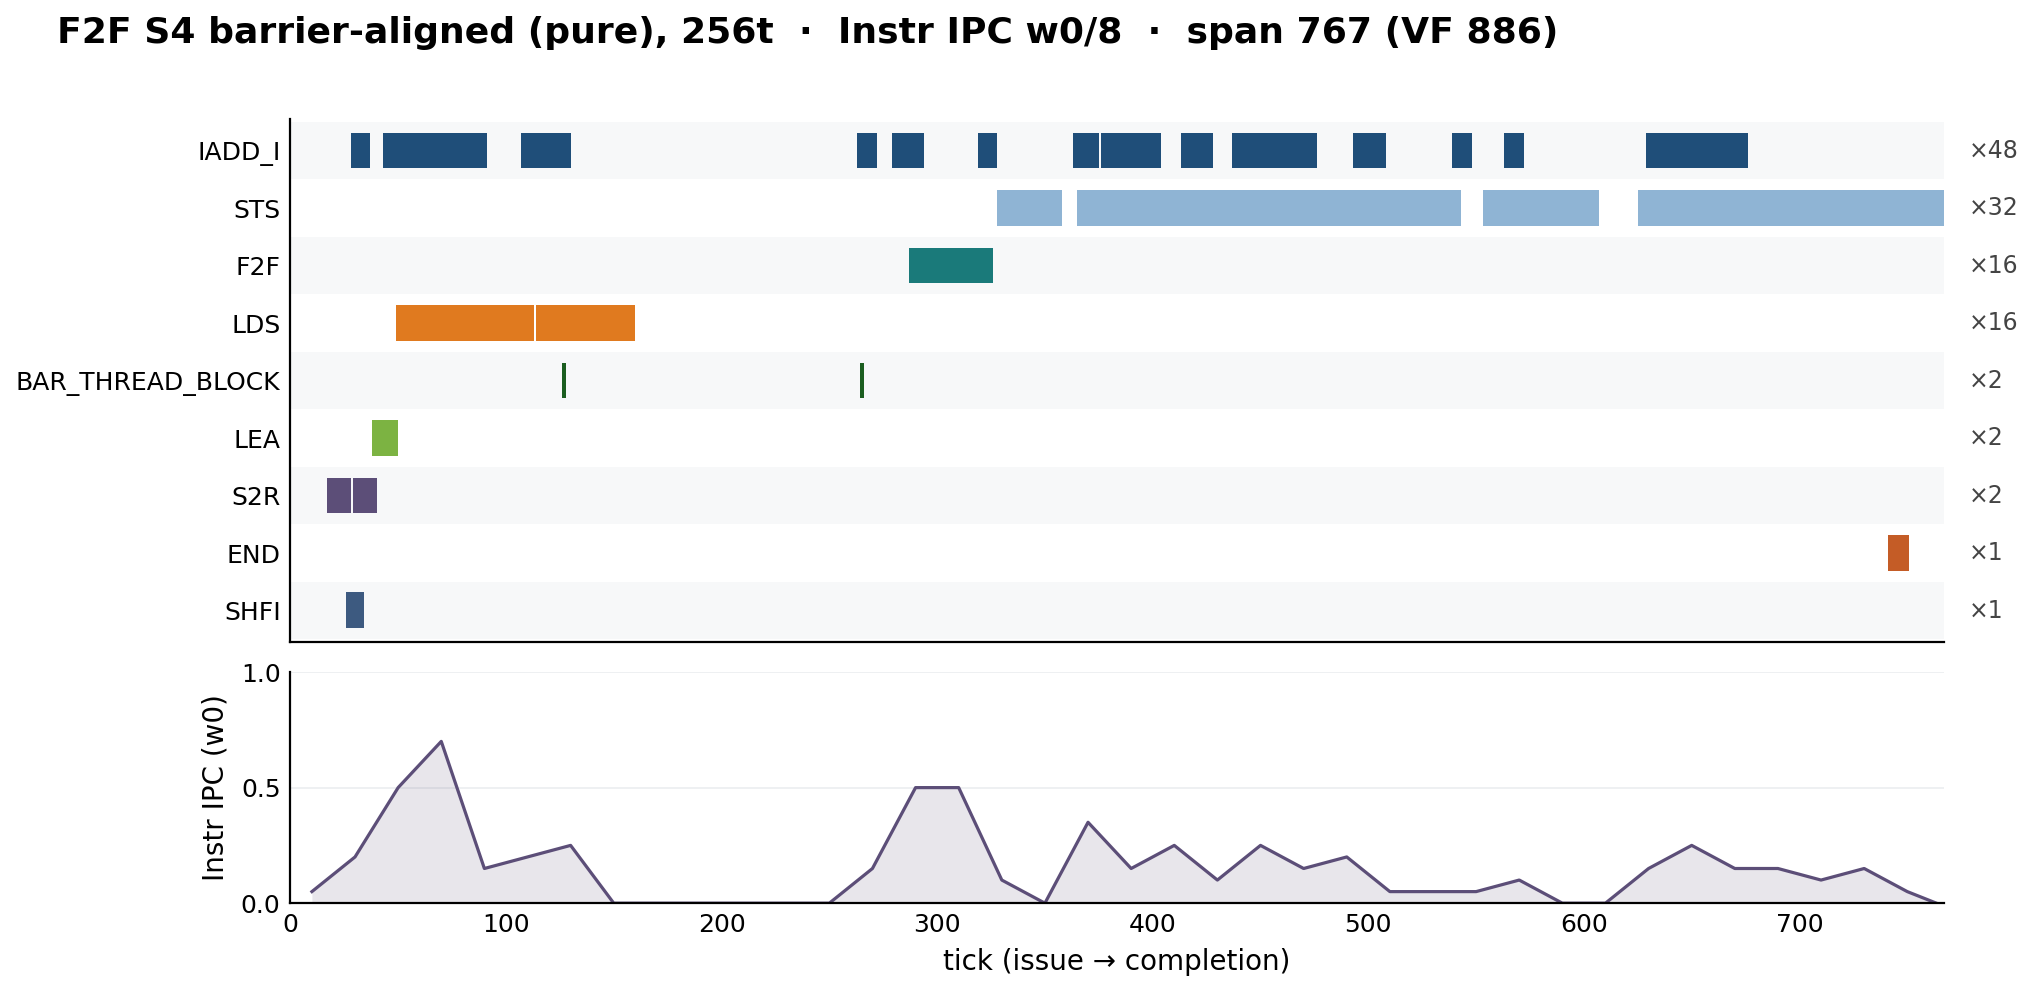 F2F S4 barrier-aligned (pure), 256t · Instr IPC w0/8 · span 767 (VF 886)
IADD_I ×48
STS ×32
F2F ×16
LDS ×16
BAR_THREAD_BLOCK ×2
LEA ×2
S2R ×2
END ×1
SHFI ×1
Instr IPC (w0)
1.0
0.5
0.0
0 100 200 300 400 500 600 700
tick (issue → completion)